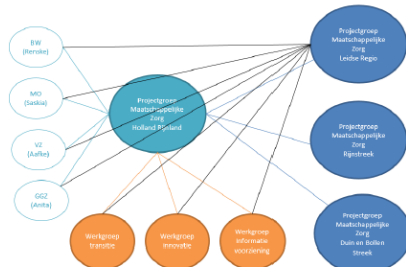 BW
(Renske)
MO
(Saskia)
VZ
(Aafke)
GGZ
(Anita)
Projectgroep
Maatschappelijke
Zorg
Holland Rijnland
Projectgroep
Maatschappelijke
Zorg
Leidse Regio
Projectgroep
Maatschappelijke
Zorg
Rijnstreek
Projectgroep
Maatschappelijke
Zorg
Duin en Bollen
Streek
Werkgroep
transitie
Werkgroep
innovatie
Werkgroep
informatie
voorziening